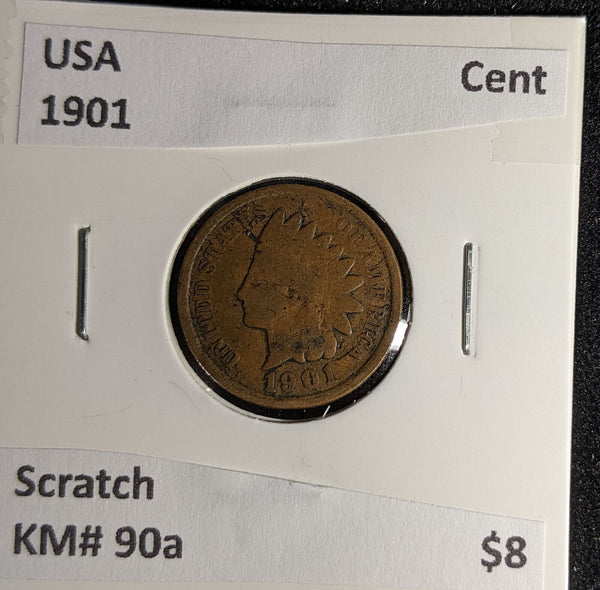 USA
Cent
1901
UNITED STATES OF AMERICA
1901
Scratch
KM# 90a
$8